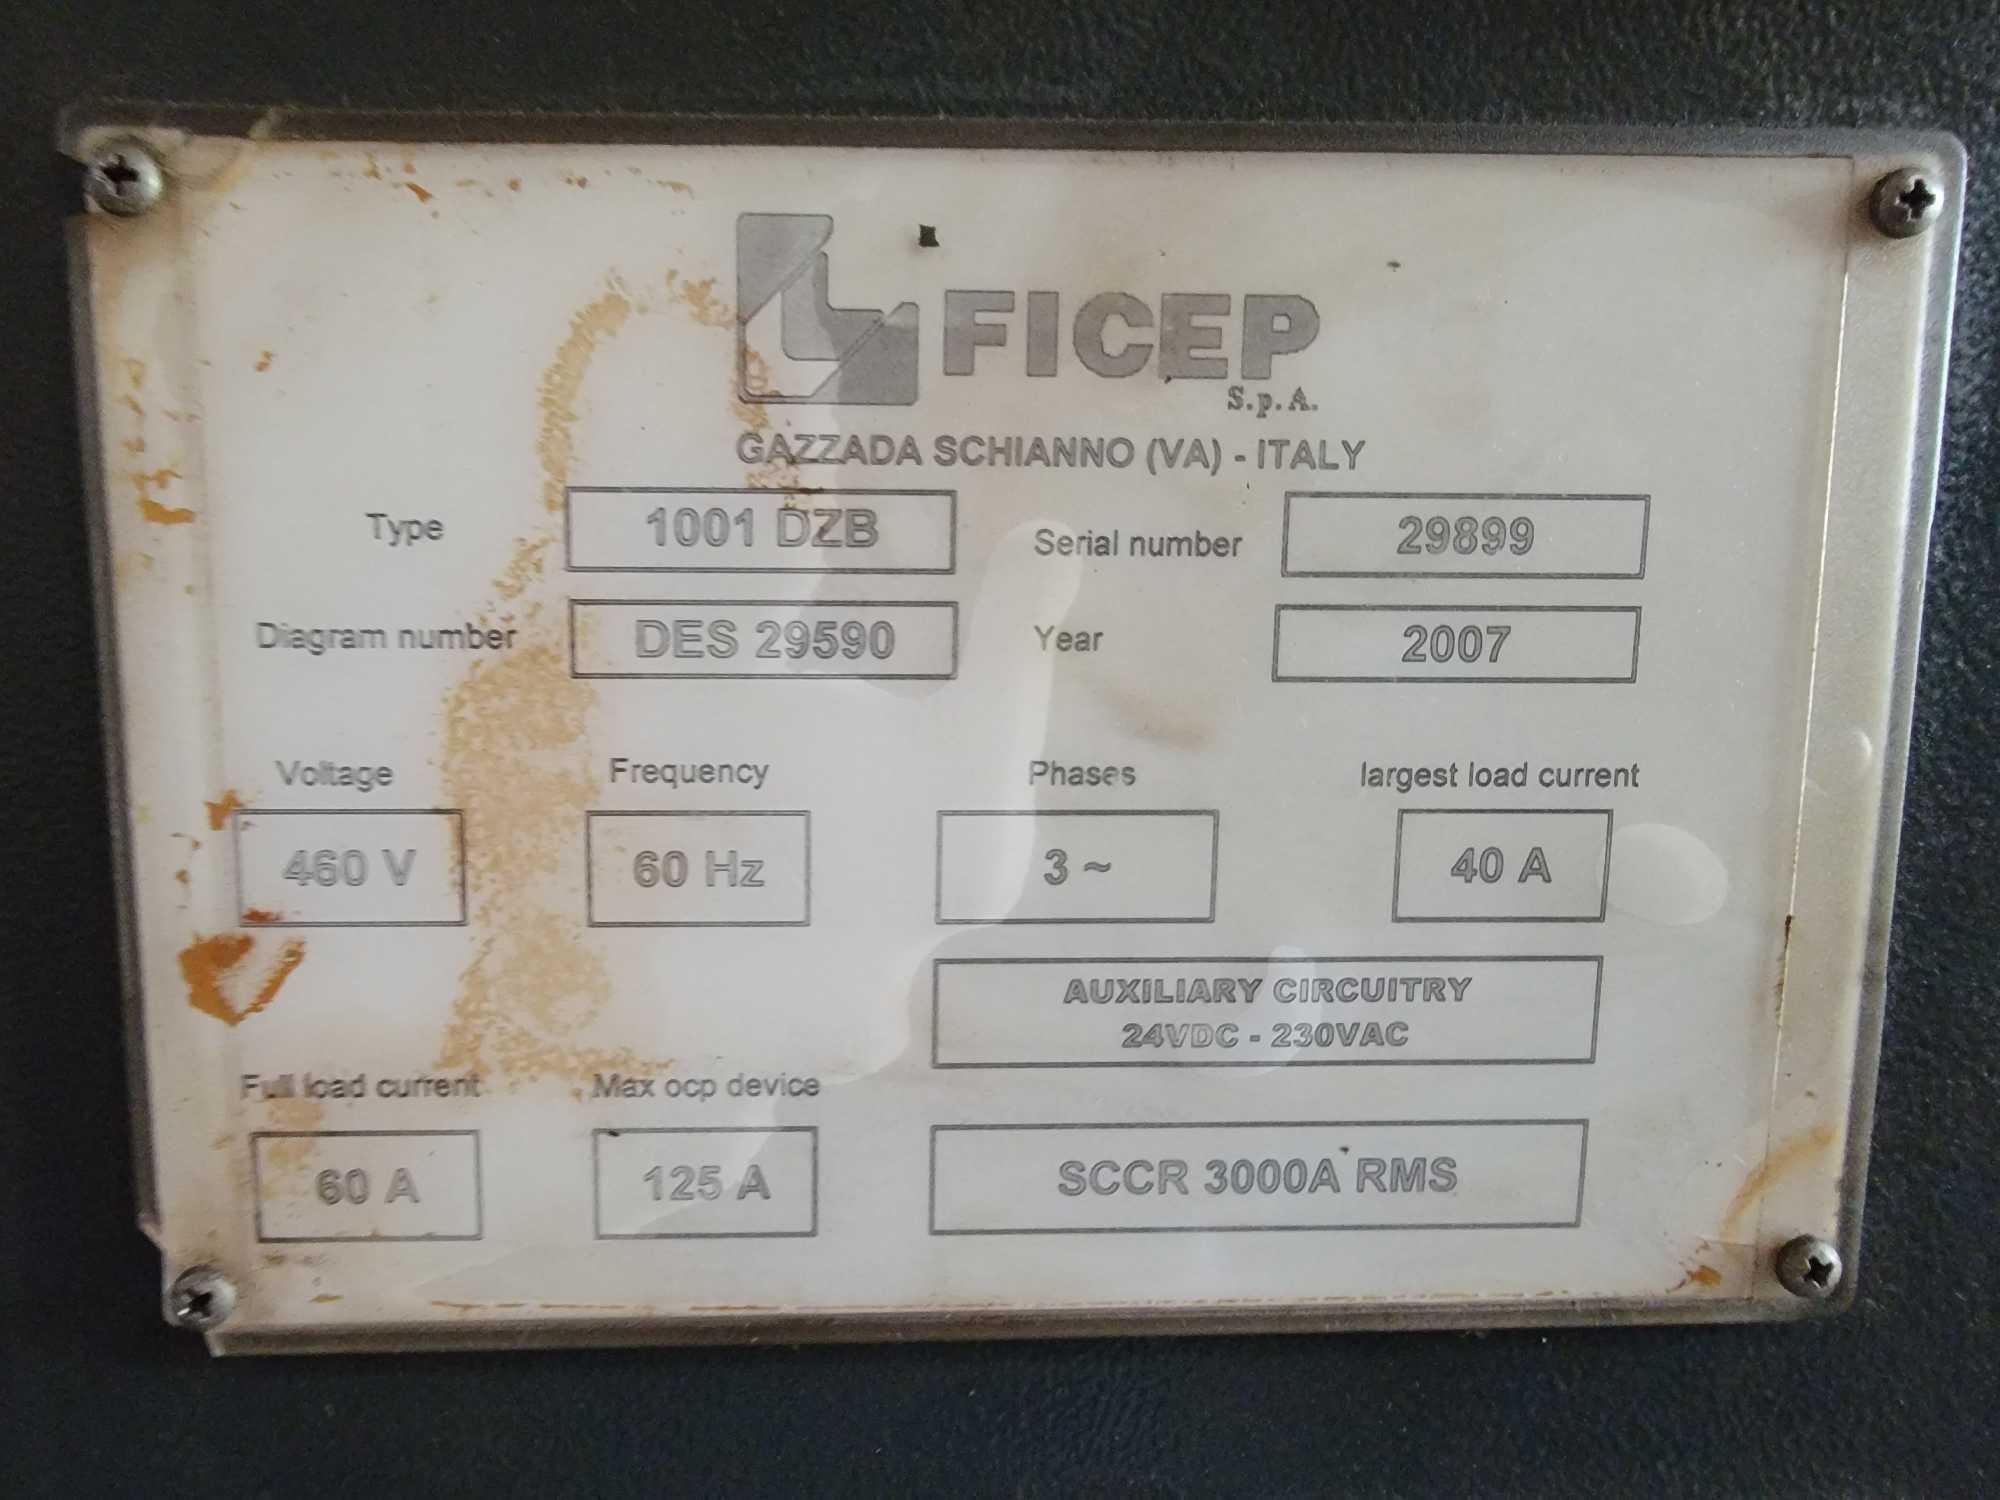 FICEP
S.p.A.
GAZZADA SCHIANNO (VA) - ITALY
Type 1001 DZB Serial number 29899
Diagram number DES 29590 Year 2007
Voltage Frequency Phases largest load current
460 V 60 Hz 3 ~ 40 A
AUXILIARY CIRCUITRY
24VDC - 230VAC
Full load current Max ocp device
60 A 125 A SCCR 3000A RMS